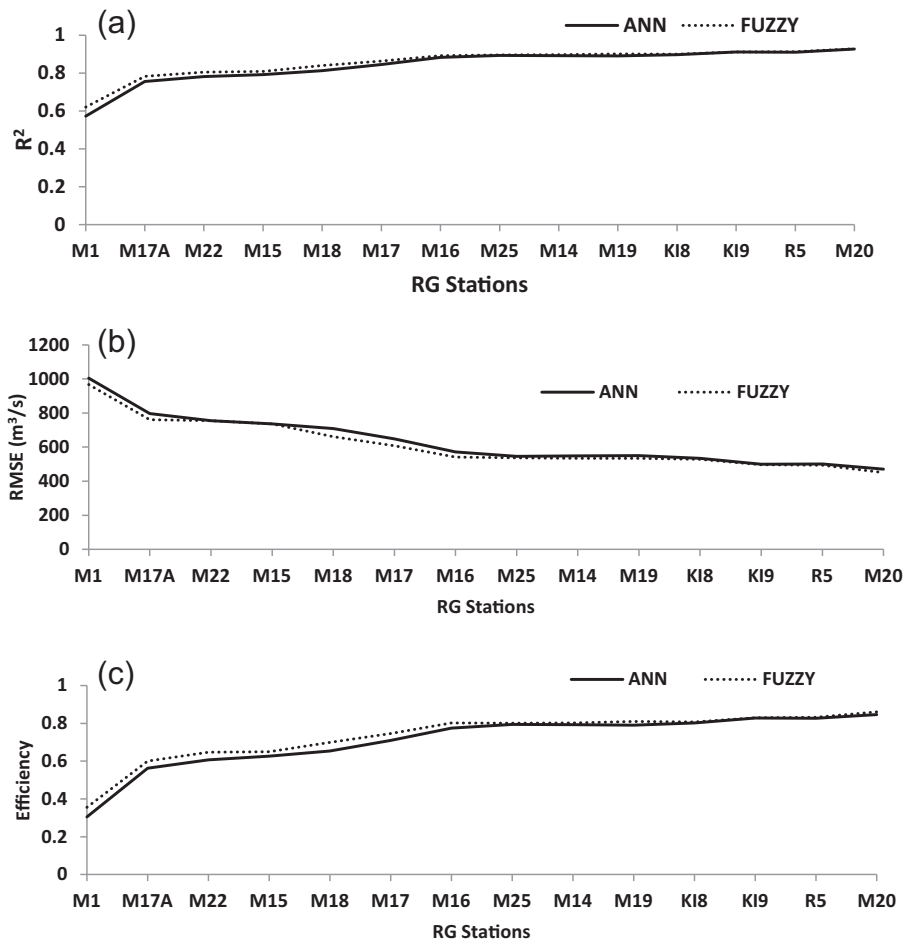 (a)
ANN FUZZY
1
0.8
0.6
0.4
0.2
0
R²
M1 M17A M22 M15 M18 M17 M16 M25 M14 M19 KI8 KI9 R5 M20
RG Stations
(b)
ANN FUZZY
1200
1000
800
600
400
200
0
RMSE (m³/s)
M1 M17A M22 M15 M18 M17 M16 M25 M14 M19 KI8 KI9 R5 M20
RG Stations
(c)
ANN FUZZY
1
0.8
0.6
0.4
0.2
0
Efficiency
M1 M17A M22 M15 M18 M17 M16 M25 M14 M19 KI8 KI9 R5 M20
RG Stations